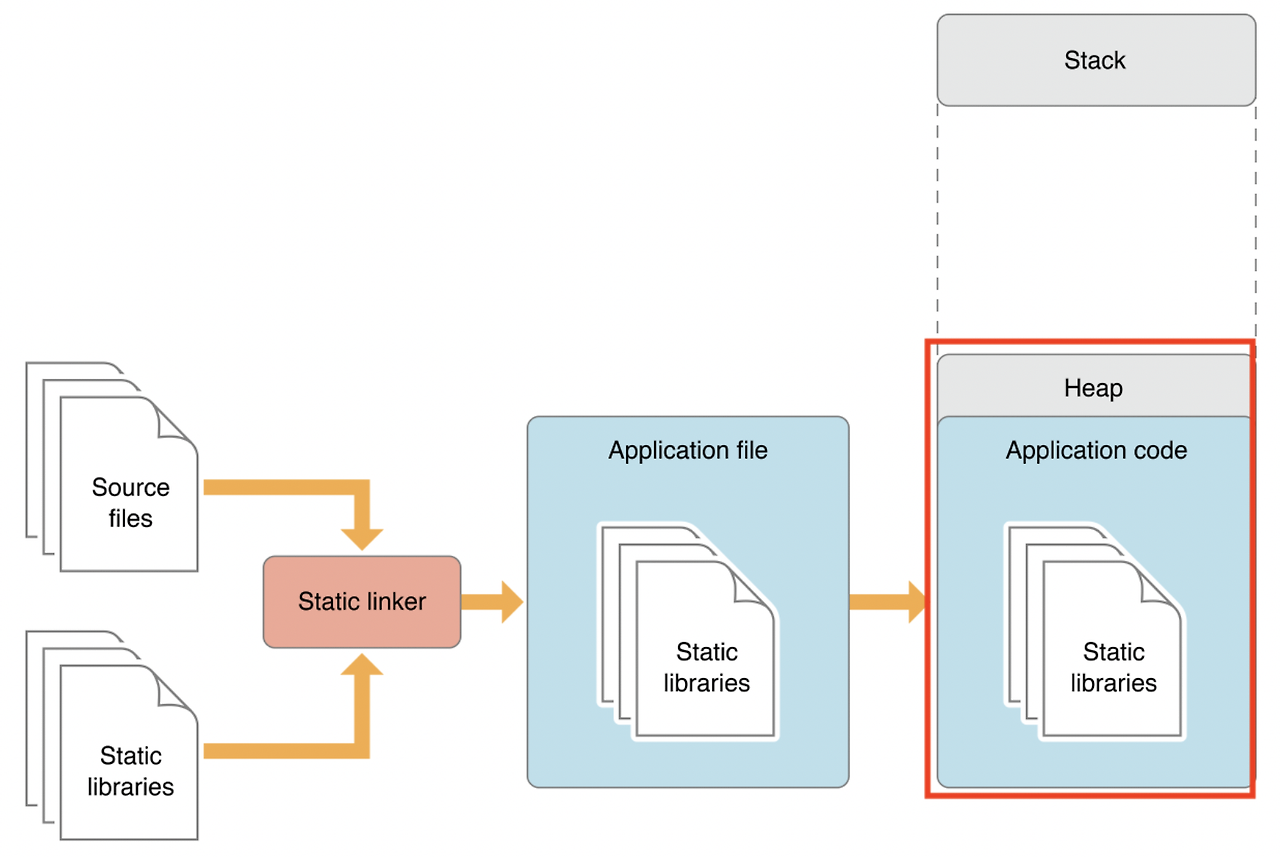 Stack
Heap
Source
files
Static linker
Static
libraries
Application file
Static
libraries
Application code
Static
libraries